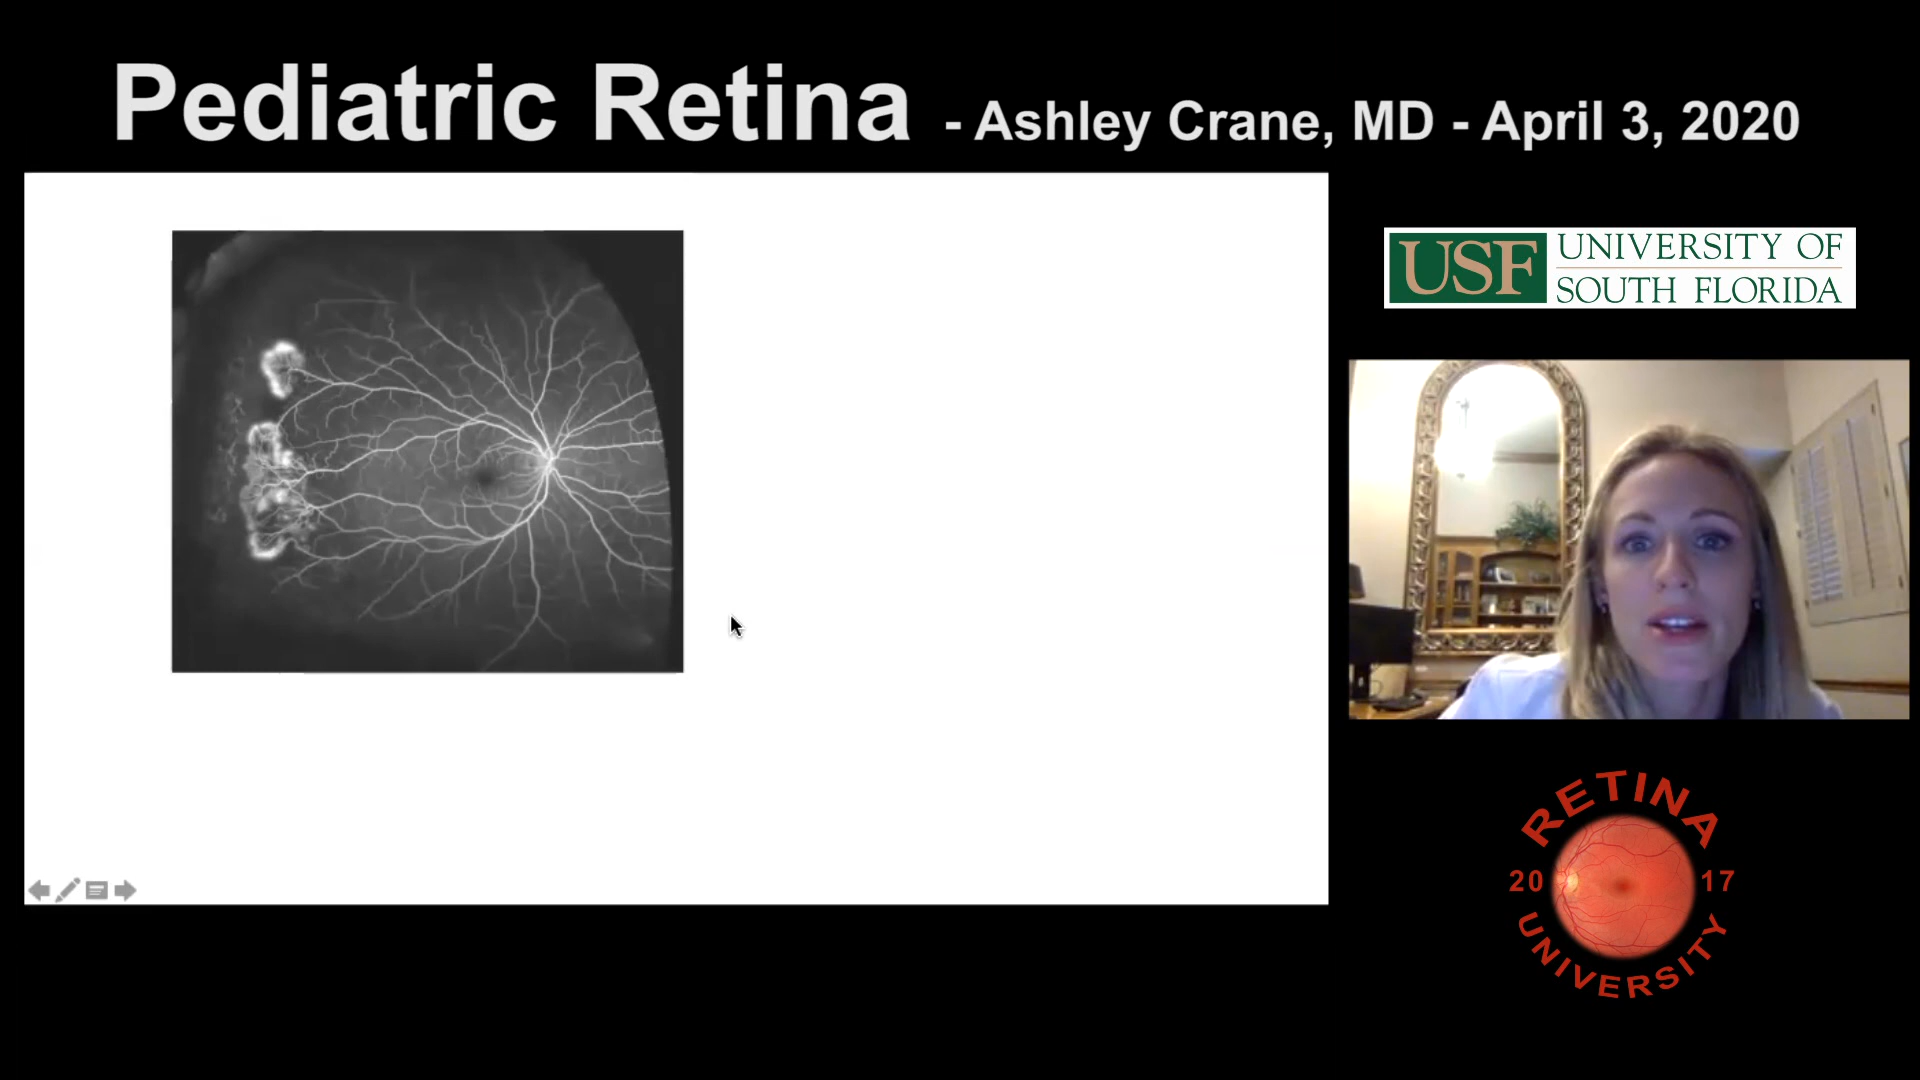 Pediatric Retina - Ashley Crane, MD - April 3, 2020
USF UNIVERSITY OF
SOUTH FLORIDA
RETINA
20 17
UNIVERSITY